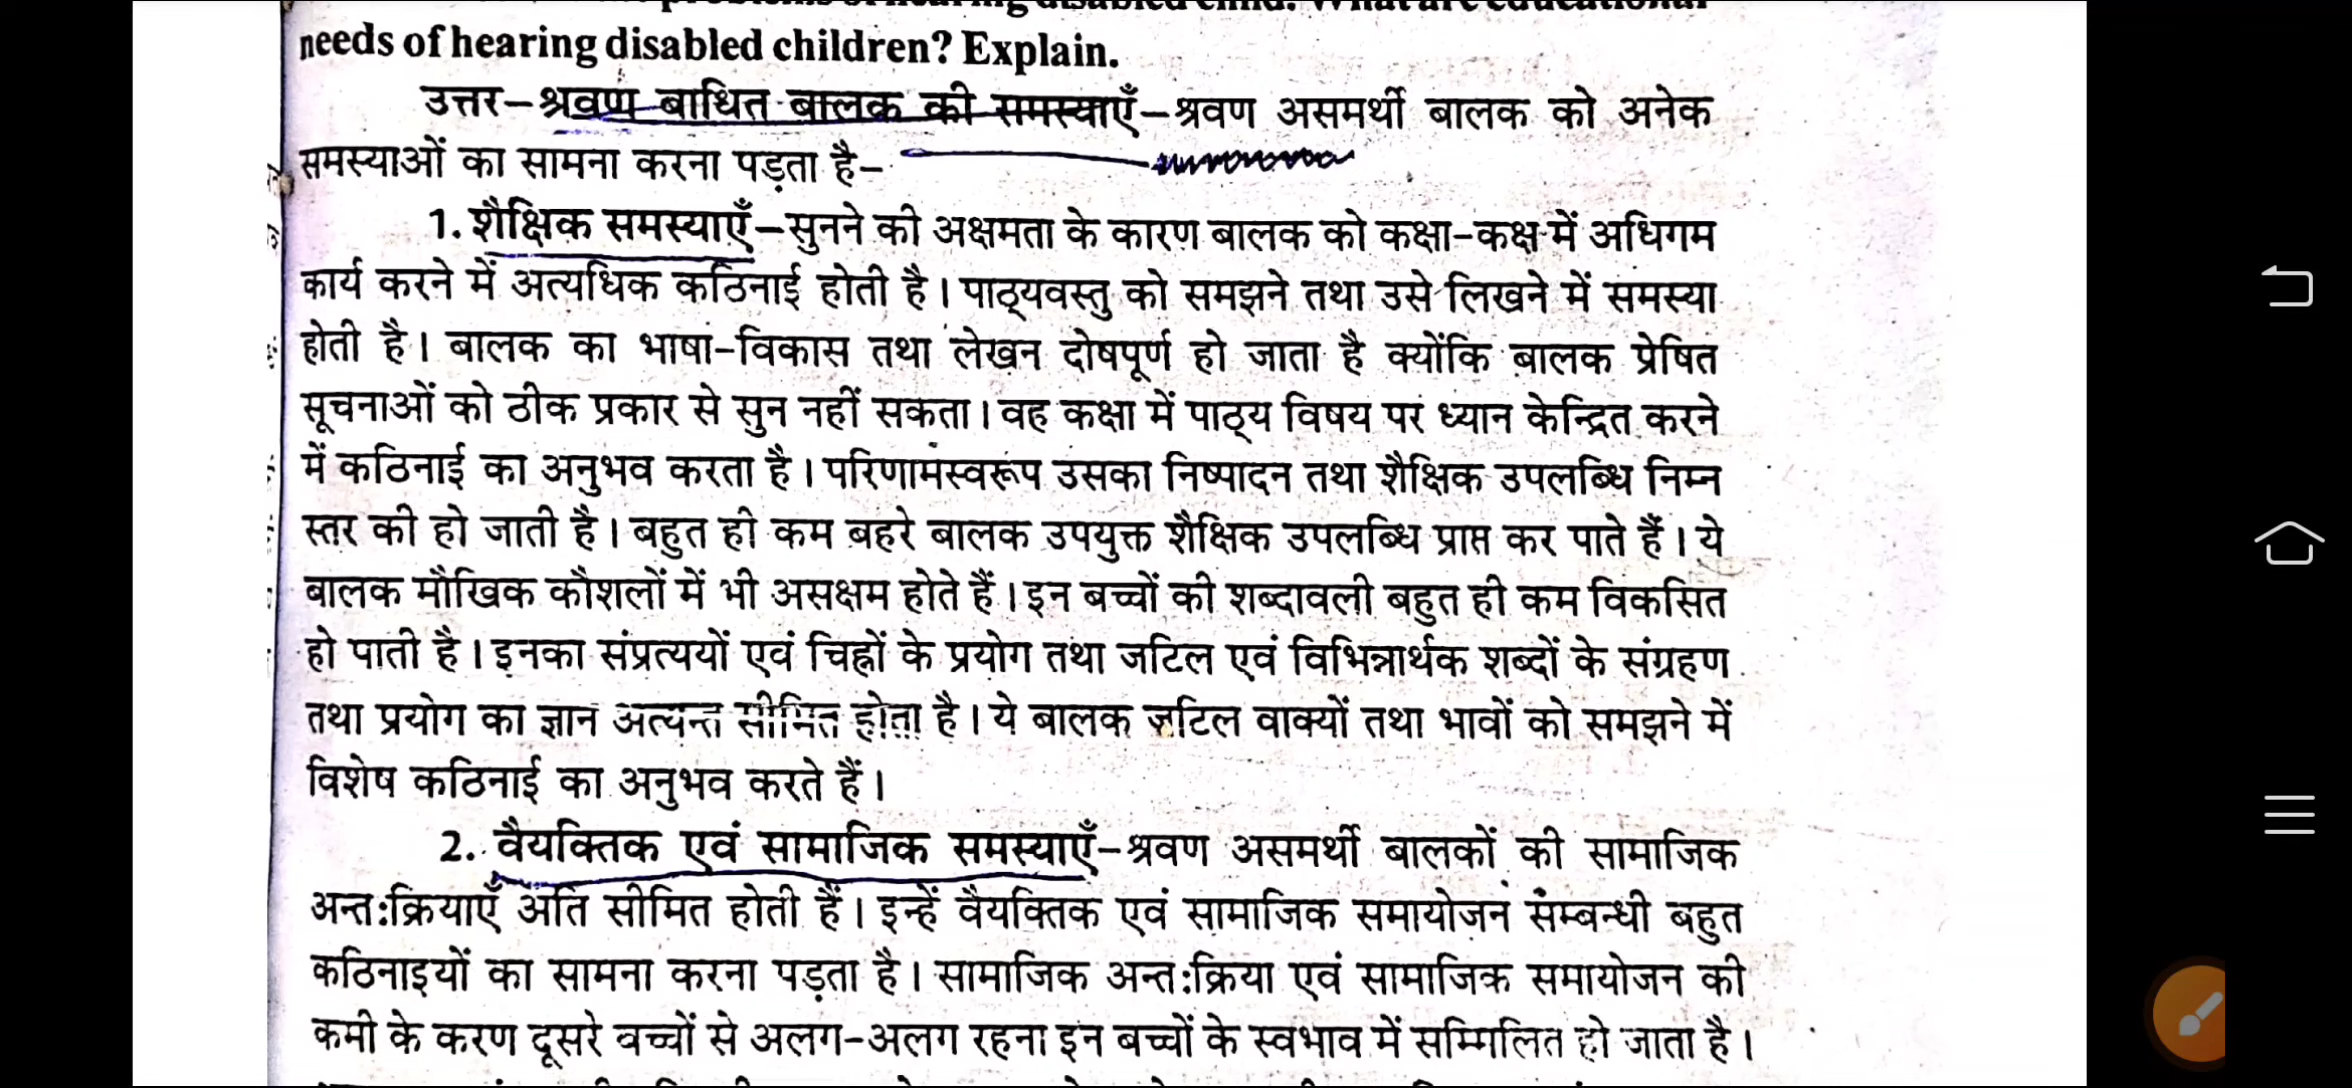 needs of hearing disabled children? Explain.
उत्तर–श्रवण बाधित बालक की समस्याएँ–श्रवण असमर्थी बालक को अनेक
समस्याओं का सामना करना पड़ता है–
1. शैक्षिक समस्याएँ–सुनने की अक्षमता के कारण बालक को कक्षा-कक्ष में अधिगम
कार्य करने में अत्यधिक कठिनाई होती है। पाठ्यवस्तु को समझने तथा उसे लिखने में समस्या
होती है। बालक का भाषा-विकास तथा लेखन दोषपूर्ण हो जाता है क्योंकि बालक प्रेषित
सूचनाओं को ठीक प्रकार से सुन नहीं सकता। वह कक्षा में पाठ्य विषय पर ध्यान केन्द्रित करने
में कठिनाई का अनुभव करता है। परिणामस्वरूप उसका निष्पादन तथा शैक्षिक उपलब्धि निम्न
स्तर की हो जाती है। बहुत ही कम बहरे बालक उपयुक्त शैक्षिक उपलब्धि प्राप्त कर पाते हैं। ये
बालक मौखिक कौशलों में भी असक्षम होते हैं। इन बच्चों की शब्दावली बहुत ही कम विकसित
हो पाती है। इनका संप्रत्ययों एवं चिह्नों के प्रयोग तथा जटिल एवं विभिन्नार्थक शब्दों के संग्रहण
तथा प्रयोग का ज्ञान अत्यन्त सीमित होता है। ये बालक जटिल वाक्यों तथा भावों को समझने में
विशेष कठिनाई का अनुभव करते हैं।
2. वैयक्तिक एवं सामाजिक समस्याएँ–श्रवण असमर्थी बालकों की सामाजिक
अन्त:क्रियाएँ अति सीमित होती हैं। इन्हें वैयक्तिक एवं सामाजिक समायोजन संम्बन्धी बहुत
कठिनाइयों का सामना करना पड़ता है। सामाजिक अन्त:क्रिया एवं सामाजिक समायोजन की
कमी के करण दूसरे बच्चों से अलग-अलग रहना इन बच्चों के स्वभाव में सम्मिलित हो जाता है।